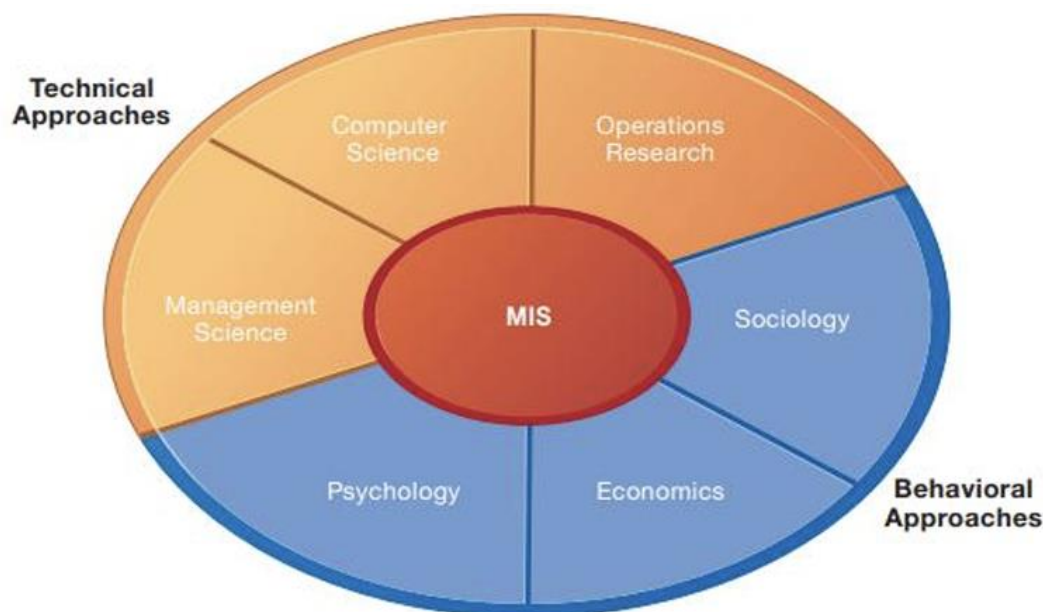 Technical
Approaches
Computer
Science
Operations
Research
Management
Science
MIS
Sociology
Psychology
Economics
Behavioral
Approaches